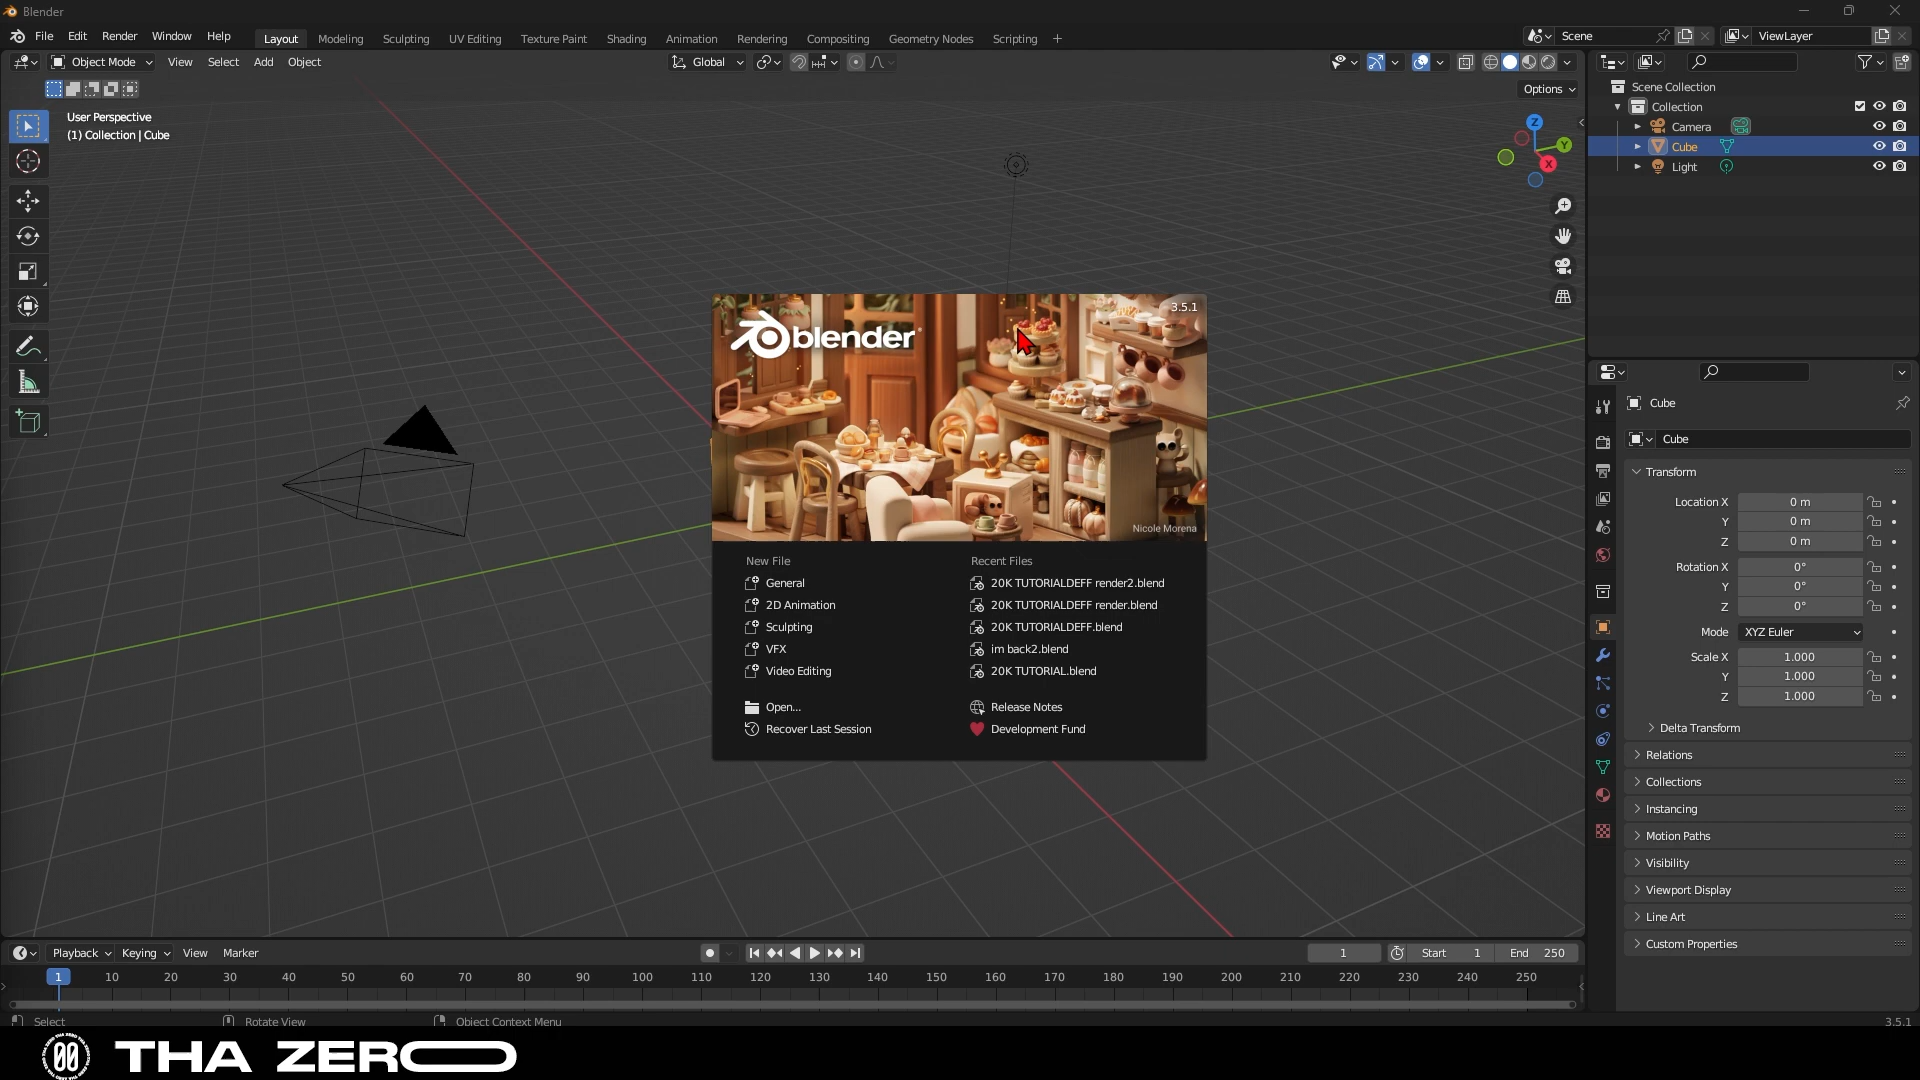 Blender
File Edit Render Window Help
Layout Modeling Sculpting UV Editing Texture Paint Shading Animation Rendering Compositing Geometry Nodes Scripting +
Scene
ViewLayer
Object Mode View Select Add Object
Global
Options
User Perspective
(1) Collection | Cube
Z
Y
X
Scene Collection
Collection
Camera
Cube
Light
blender
3.5.1
Nicole Morena
New File
General
2D Animation
Sculpting
VFX
Video Editing
Open...
Recover Last Session
Recent Files
20K TUTORIALDEFF render2.blend
20K TUTORIALDEFF render.blend
20K TUTORIALDEFF.blend
im back2.blend
20K TUTORIAL.blend
Release Notes
Development Fund
Cube
Cube
Transform
Location X 0 m
Y 0 m
Z 0 m
Rotation X 0°
Y 0°
Z 0°
Mode XYZ Euler
Scale X 1.000
Y 1.000
Z 1.000
Delta Transform
Relations
Collections
Instancing
Motion Paths
Visibility
Viewport Display
Line Art
Custom Properties
Playback Keying View Marker
1
Start 1 End 250
1 10 20 30 40 50 60 70 80 90 100 110 120 130 140 150 160 170 180 190 200 210 220 230 240 250
Select
Rotate View
Object Context Menu
3.5.1
THA ZERO